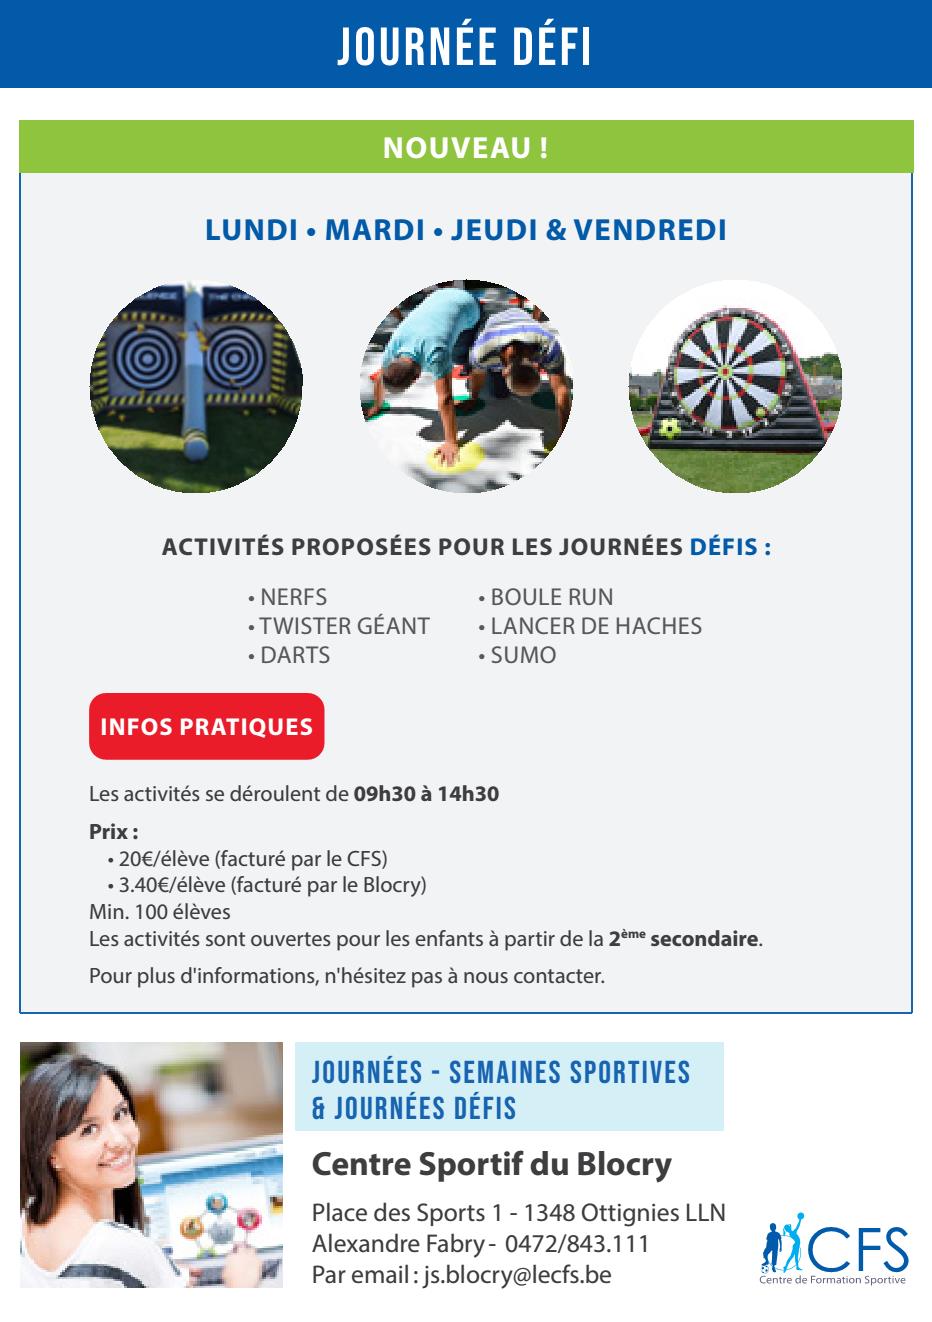 JOURNÉE DÉFI
NOUVEAU !
LUNDI • MARDI • JEUDI & VENDREDI
ACTIVITÉS PROPOSÉES POUR LES JOURNÉES DÉFIS :
• NERFS
• TWISTER GÉANT
• DARTS
• BOULE RUN
• LANCER DE HACHES
• SUMO
INFOS PRATIQUES
Les activités se déroulent de 09h30 à 14h30
Prix :
• 20€/élève (facturé par le CFS)
• 3.40€/élève (facturé par le Blocry)
Min. 100 élèves
Les activités sont ouvertes pour les enfants à partir de la 2ème secondaire.
Pour plus d'informations, n'hésitez pas à nous contacter.
JOURNÉES - SEMAINES SPORTIVES
& JOURNÉES DÉFIS
Centre Sportif du Blocry
Place des Sports 1 - 1348 Ottignies LLN
Alexandre Fabry - 0472/843.111
Par email : js.blocry@lecfs.be
CFS
Centre de Formation Sportive